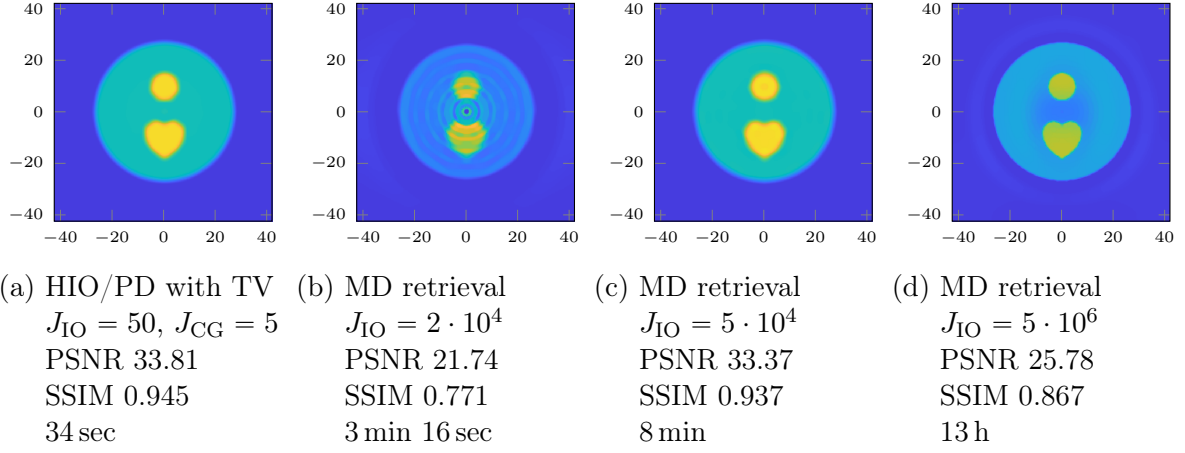 40
20
0
−20
−40
−40 −20 0 20 40
40
20
0
−20
−40
−40 −20 0 20 40
40
20
0
−20
−40
−40 −20 0 20 40
40
20
0
−20
−40
−40 −20 0 20 40
(a) HIO/PD with TV
J_IO = 50, J_CG = 5
PSNR 33.81
SSIM 0.945
34 sec
(b) MD retrieval
J_IO = 2 · 10^4
PSNR 21.74
SSIM 0.771
3 min 16 sec
(c) MD retrieval
J_IO = 5 · 10^4
PSNR 33.37
SSIM 0.937
8 min
(d) MD retrieval
J_IO = 5 · 10^6
PSNR 25.78
SSIM 0.867
13 h